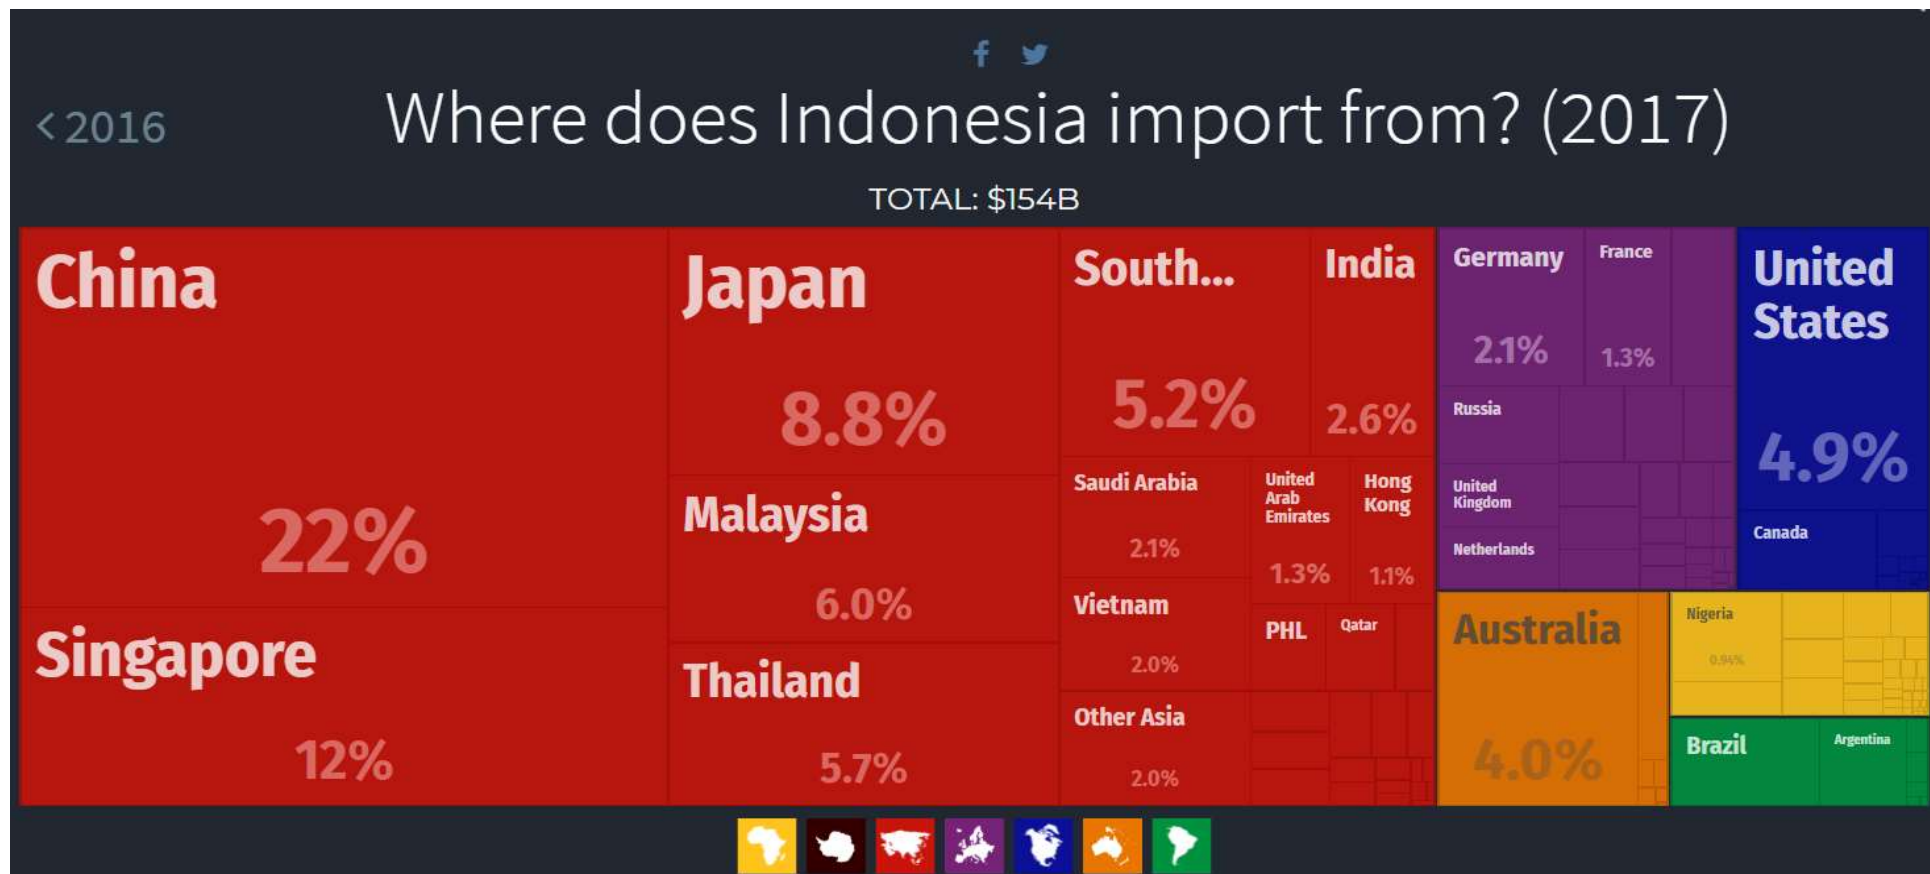 < 2016
Where does Indonesia import from? (2017)
TOTAL: $154B
China
22%
Singapore
12%
Japan
8.8%
Malaysia
6.0%
Thailand
5.7%
South...
5.2%
India
2.6%
Saudi Arabia
2.1%
United
Arab
Emirates
1.3%
Hong
Kong
1.1%
Vietnam
2.0%
PHL
Qatar
Other Asia
2.0%
Germany
2.1%
France
1.3%
Russia
United
Kingdom
Netherlands
United
States
4.9%
Canada
Australia
4.0%
Nigeria
0.94%
Brazil
Argentina